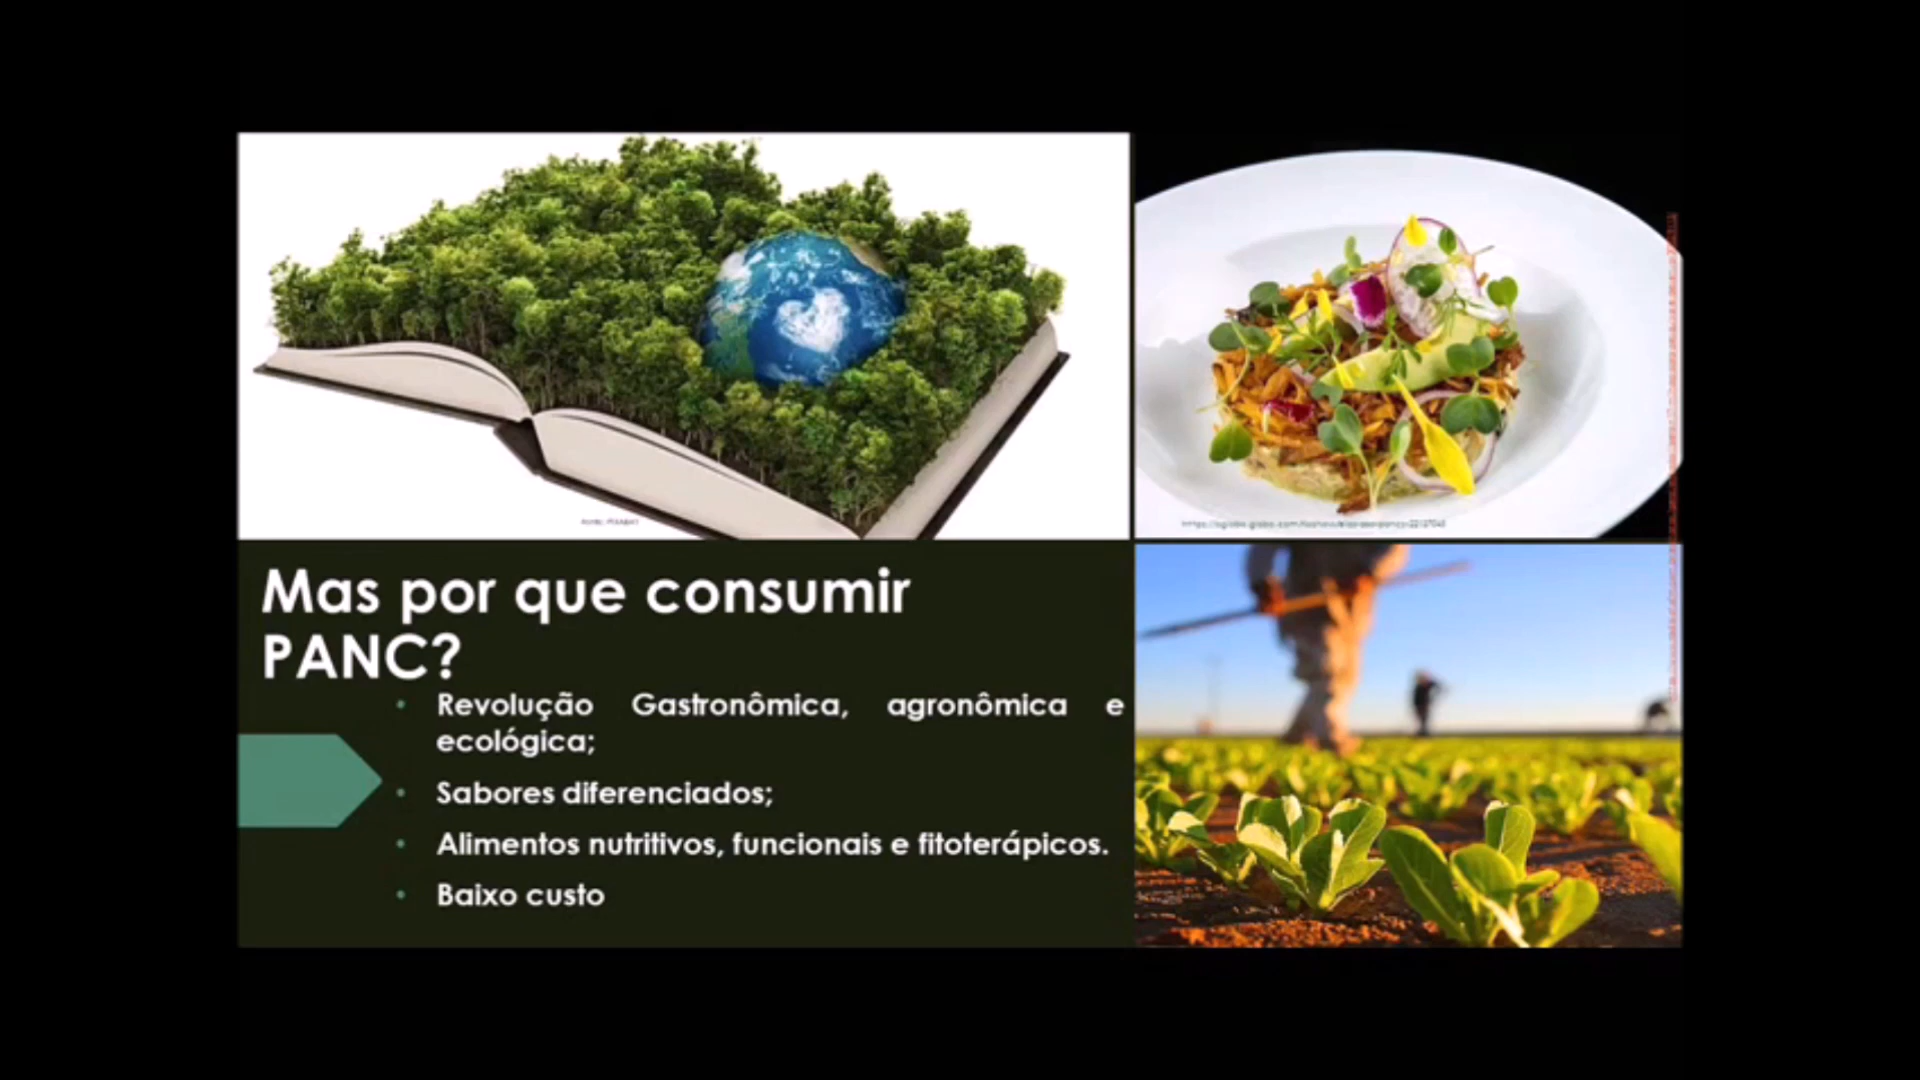 Mas por que consumir
PANC?
Revolução Gastronômica, agronômica e
ecológica;
Sabores diferenciados;
Alimentos nutritivos, funcionais e fitoterápicos.
Baixo custo